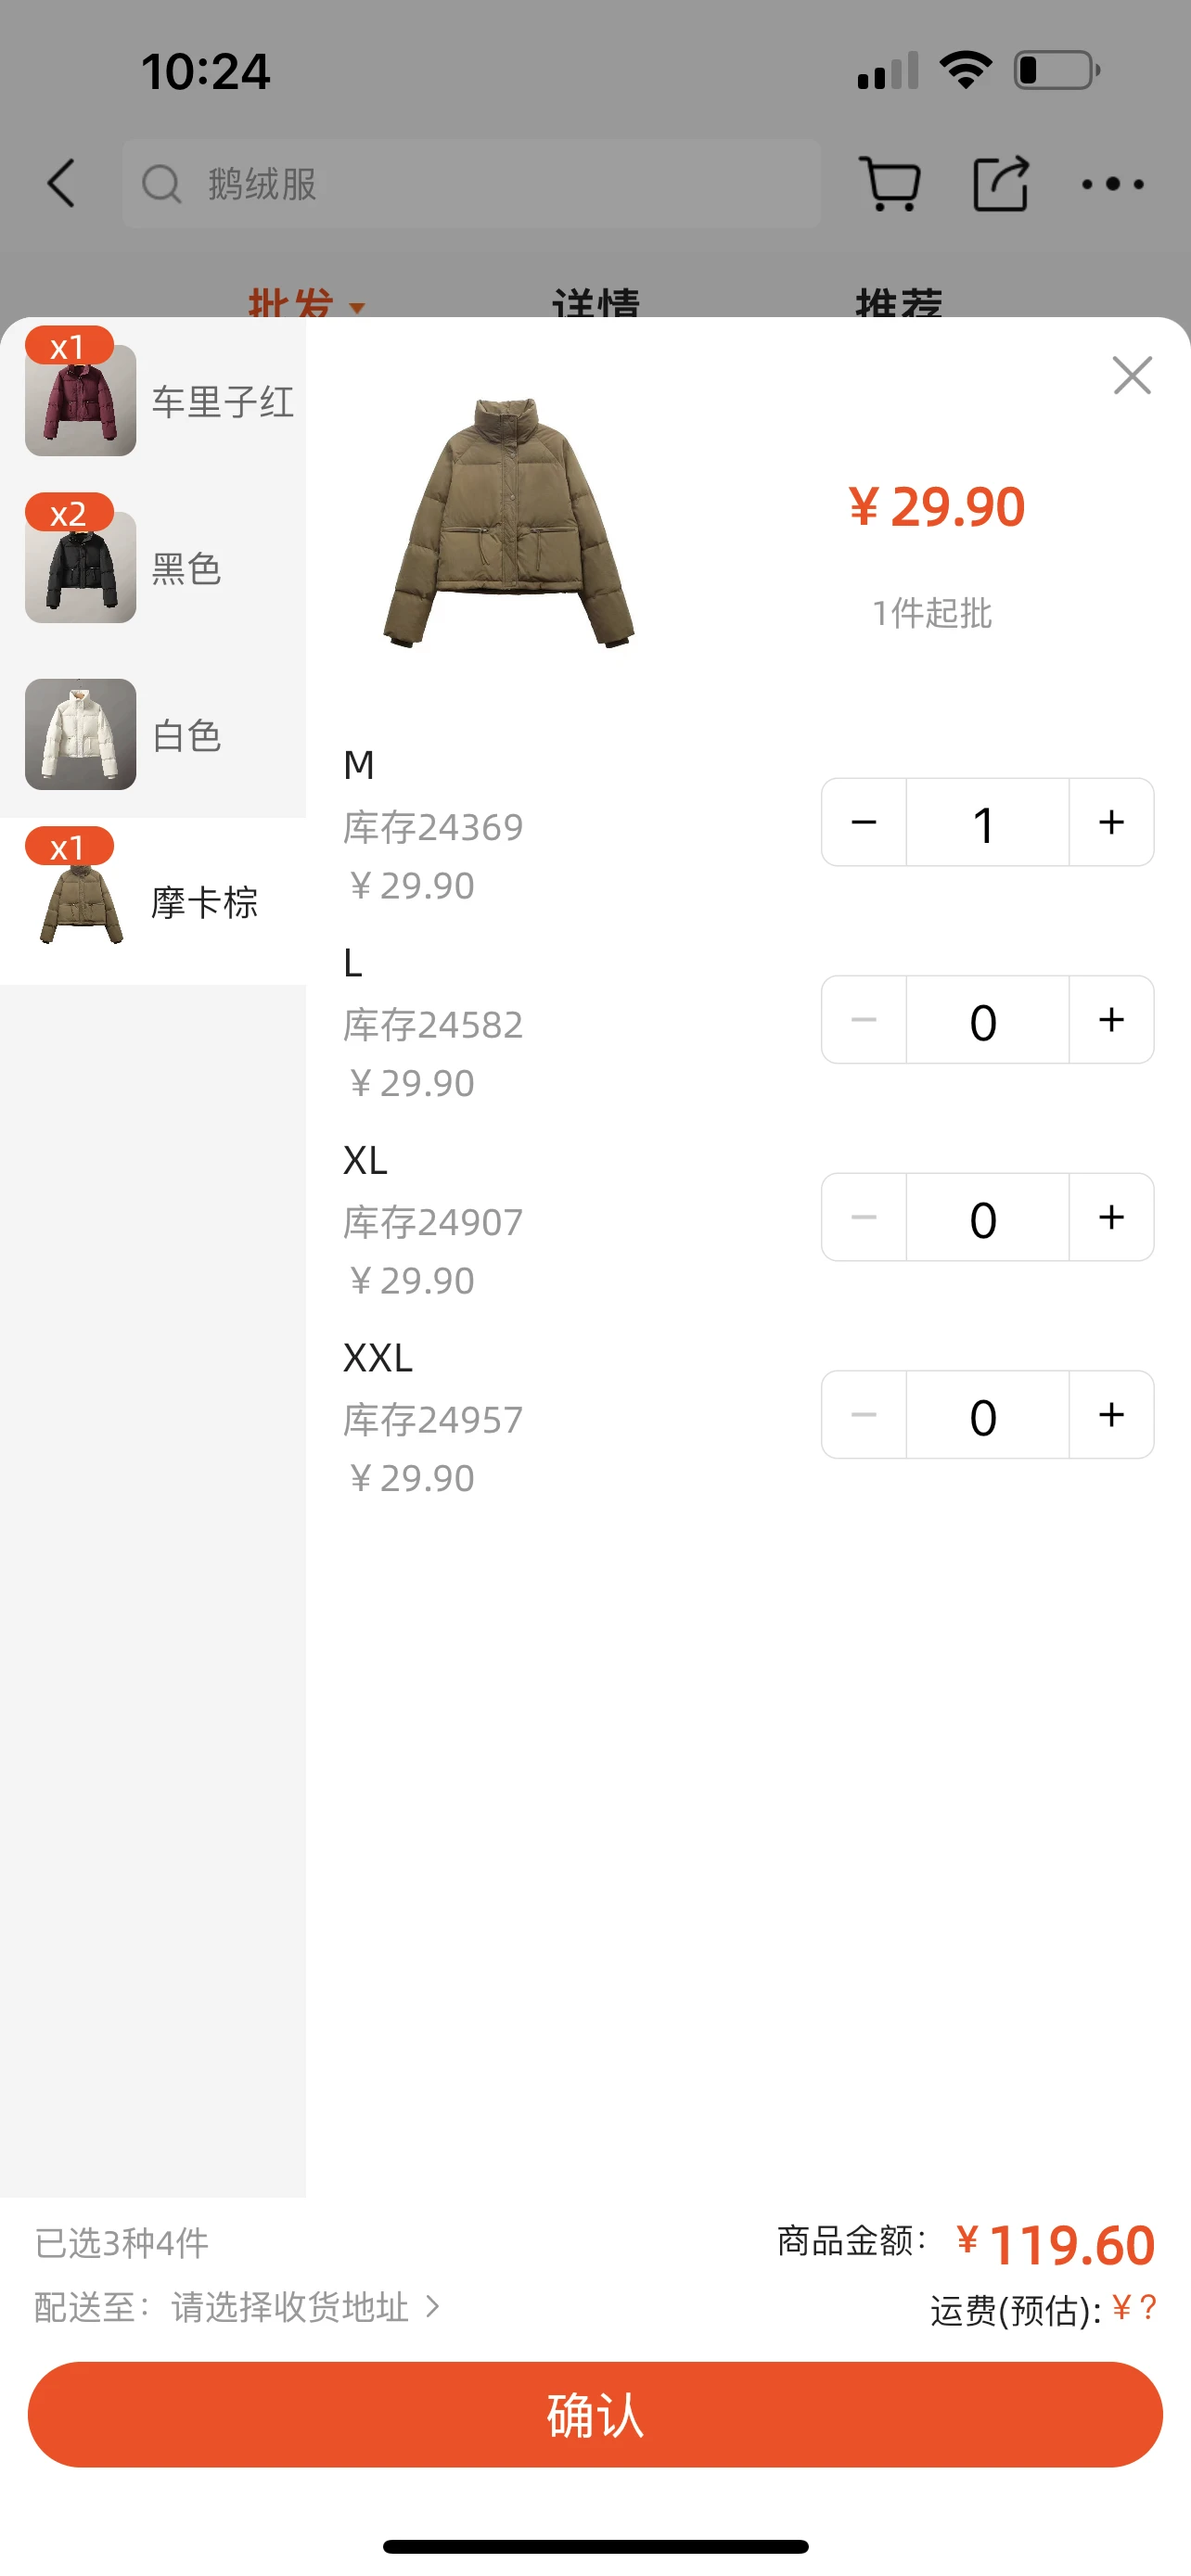 10:24
鹅绒服
批发 详情 推荐
x1
车里子红
x2
黑色
白色
x1
摩卡棕
¥ 29.90
1件起批
M
库存24369
¥ 29.90
1
L
库存24582
¥ 29.90
0
XL
库存24907
¥ 29.90
0
XXL
库存24957
¥ 29.90
0
已选3种4件
商品金额： ¥ 119.60
配送至： 请选择收货地址
运费(预估): ¥ ?
确认